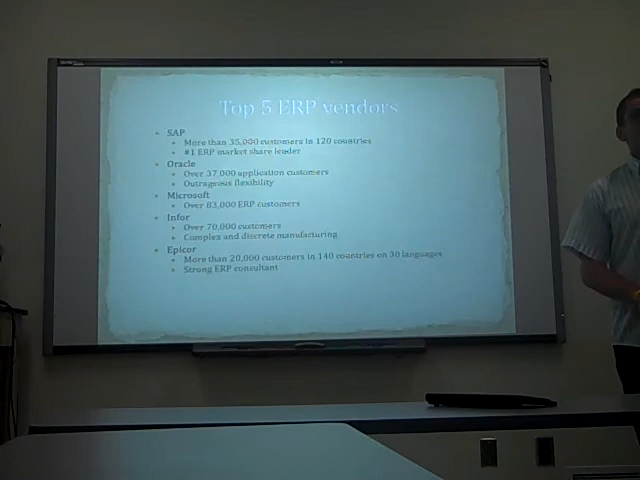 Top 5 ERP vendors
SAP
More than 35,000 customers in 120 countries
#1 ERP market share leader
Oracle
Over 37,000 application customers
Outrageous flexibility
Microsoft
Over 83,000 ERP customers
Infor
Over 70,000 customers
Complex and discrete manufacturing
Epicor
More than 20,000 customers in 140 countries on 30 languages
Strong ERP consultant